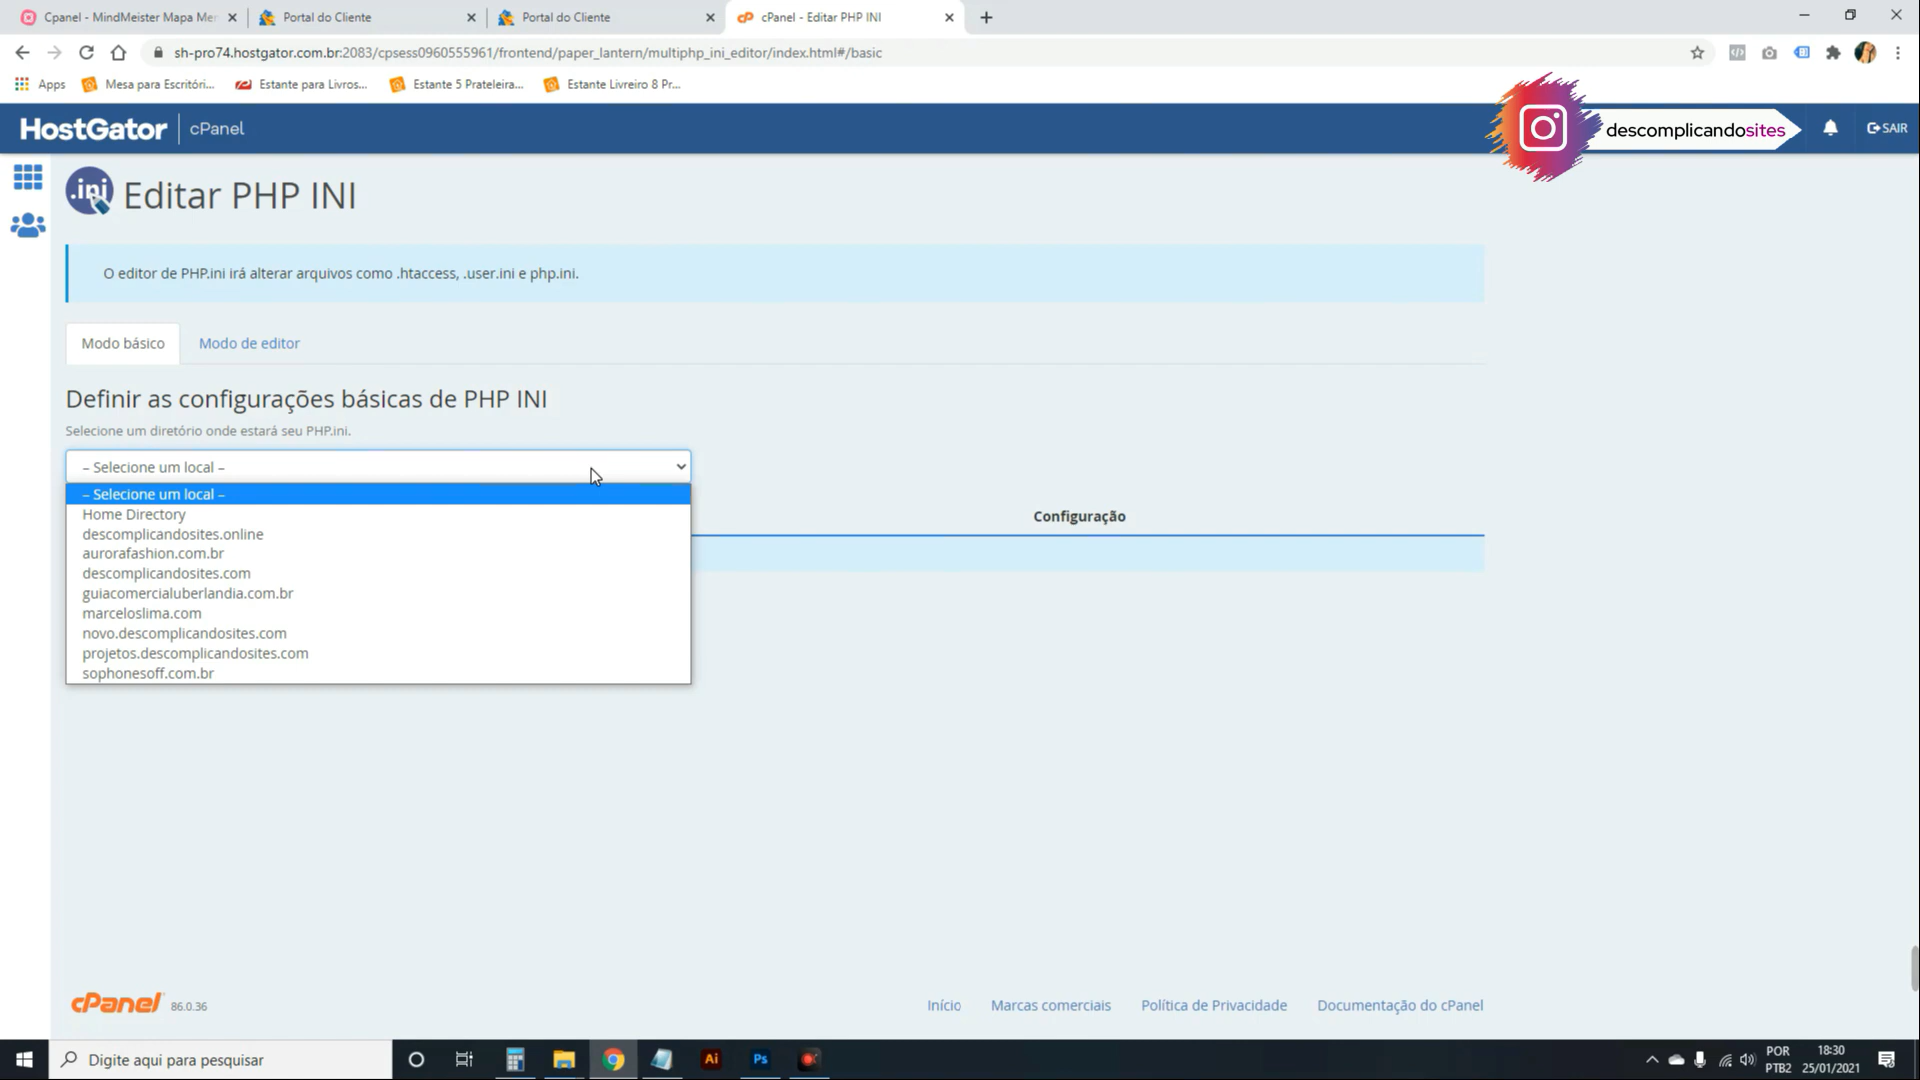 Cpanel - MindMeister Mapa Mer
Portal do Cliente
Portal do Cliente
cPanel - Editar PHP INI
sh-pro74.hostgator.com.br:2083/cpsess0960555961/frontend/paper_lantern/multiphp_ini_editor/index.html#/basic
Apps
Mesa para Escritóri...
Estante para Livros...
Estante 5 Prateleira...
Estante Livreiro 8 Pr...
HostGator
cPanel
descomplicandosites
SAIR
.ini
Editar PHP INI
O editor de PHP.ini irá alterar arquivos como .htaccess, .user.ini e php.ini.
Modo básico
Modo de editor
Definir as configurações básicas de PHP INI
Selecione um diretório onde estará seu PHP.ini.
– Selecione um local –
– Selecione um local –
Home Directory
descomplicandosites.online
aurorafashion.com.br
descomplicandosites.com
guiacomercialuberlandia.com.br
marceloslima.com
novo.descomplicandosites.com
projetos.descomplicandosites.com
sophonesoff.com.br
Configuração
cPanel
86.0.36
Início
Marcas comerciais
Política de Privacidade
Documentação do cPanel
Digite aqui para pesquisar
Ai
Ps
POR
PTB2
18:30
25/01/2021